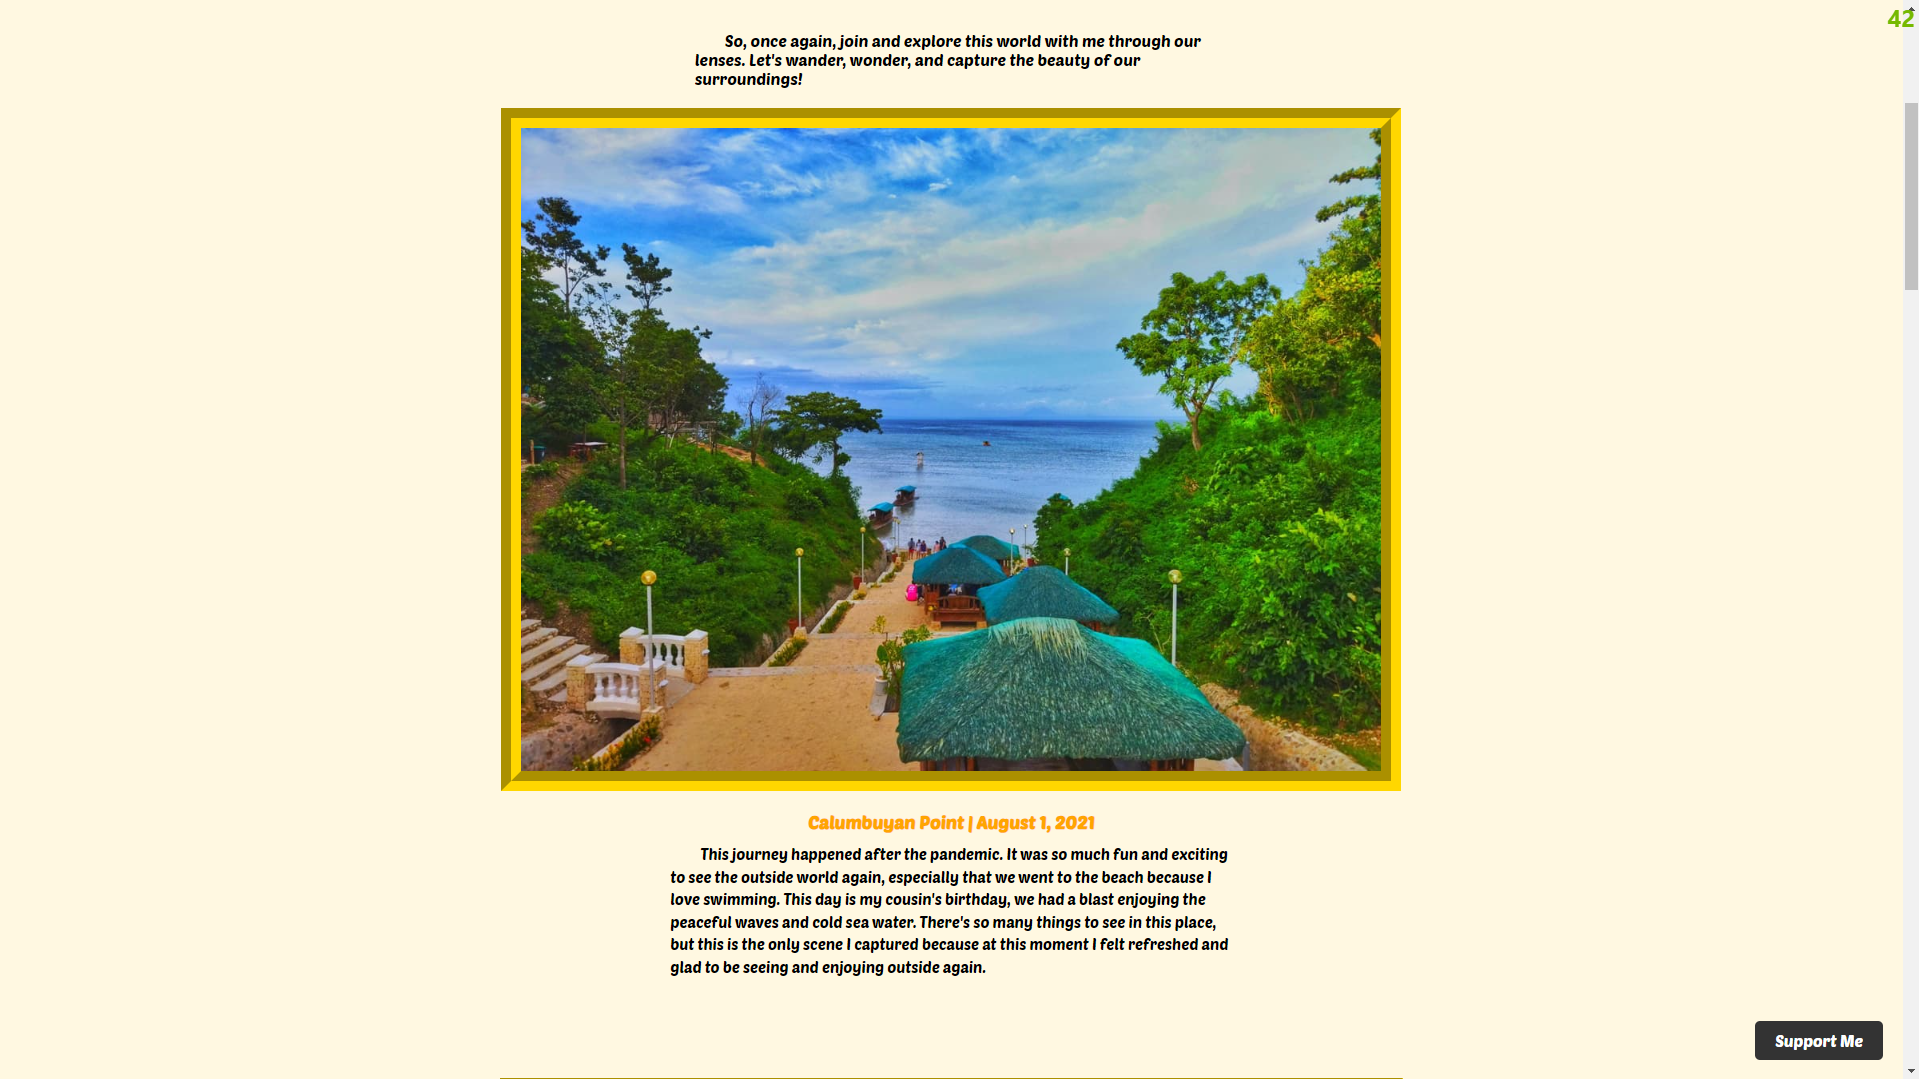 42
So, once again, join and explore this world with me through our
lenses. Let's wander, wonder, and capture the beauty of our
surroundings!
Calumbuyan Point | August 1, 2021
This journey happened after the pandemic. It was so much fun and exciting
to see the outside world again, especially that we went to the beach because I
love swimming. This day is my cousin's birthday, we had a blast enjoying the
peaceful waves and cold sea water. There's so many things to see in this place,
but this is the only scene I captured because at this moment I felt refreshed and
glad to be seeing and enjoying outside again.
Support Me